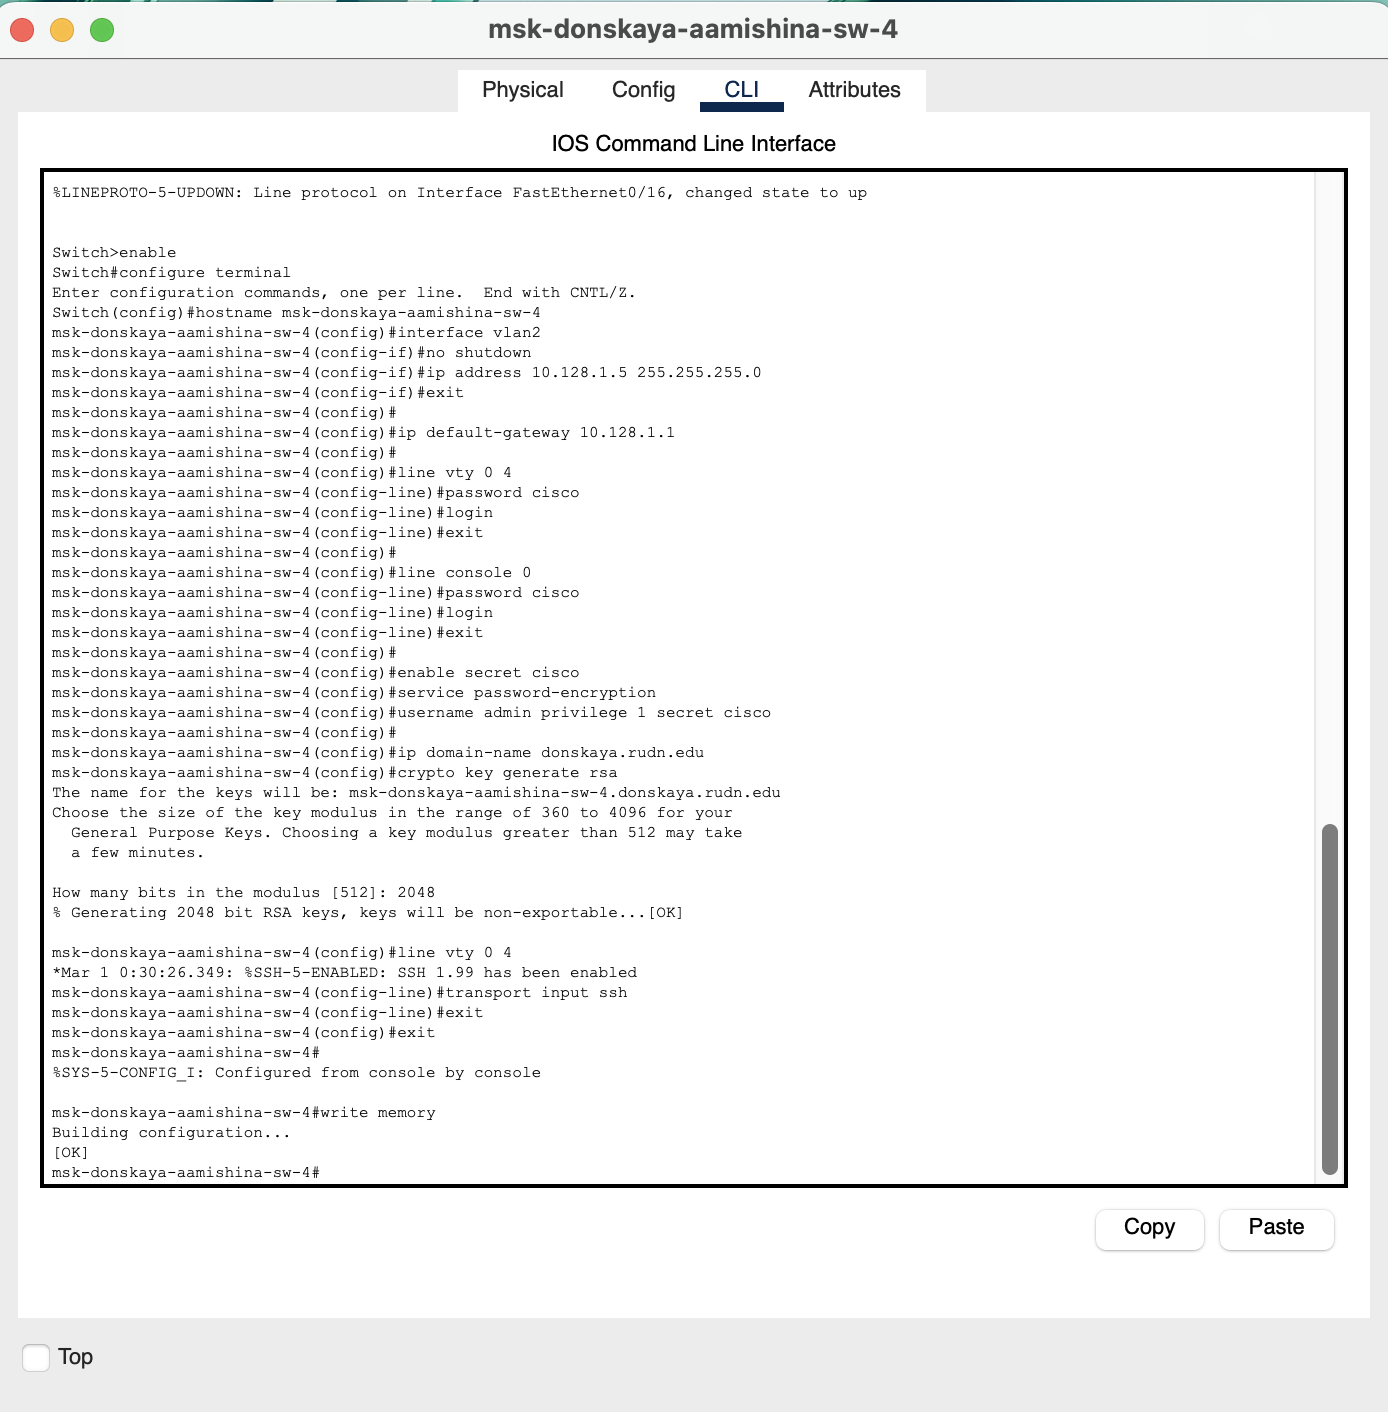 msk-donskaya-aamishina-sw-4
Physical Config CLI Attributes
IOS Command Line Interface
%LINEPROTO-5-UPDOWN: Line protocol on Interface FastEthernet0/16, changed state to up
Switch>enable
Switch#configure terminal
Enter configuration commands, one per line.  End with CNTL/Z.
Switch(config)#hostname msk-donskaya-aamishina-sw-4
msk-donskaya-aamishina-sw-4(config)#interface vlan2
msk-donskaya-aamishina-sw-4(config-if)#no shutdown
msk-donskaya-aamishina-sw-4(config-if)#ip address 10.128.1.5 255.255.255.0
msk-donskaya-aamishina-sw-4(config-if)#exit
msk-donskaya-aamishina-sw-4(config)#
msk-donskaya-aamishina-sw-4(config)#ip default-gateway 10.128.1.1
msk-donskaya-aamishina-sw-4(config)#
msk-donskaya-aamishina-sw-4(config)#line vty 0 4
msk-donskaya-aamishina-sw-4(config-line)#password cisco
msk-donskaya-aamishina-sw-4(config-line)#login
msk-donskaya-aamishina-sw-4(config-line)#exit
msk-donskaya-aamishina-sw-4(config)#
msk-donskaya-aamishina-sw-4(config)#line console 0
msk-donskaya-aamishina-sw-4(config-line)#password cisco
msk-donskaya-aamishina-sw-4(config-line)#login
msk-donskaya-aamishina-sw-4(config-line)#exit
msk-donskaya-aamishina-sw-4(config)#
msk-donskaya-aamishina-sw-4(config)#enable secret cisco
msk-donskaya-aamishina-sw-4(config)#service password-encryption
msk-donskaya-aamishina-sw-4(config)#username admin privilege 1 secret cisco
msk-donskaya-aamishina-sw-4(config)#
msk-donskaya-aamishina-sw-4(config)#ip domain-name donskaya.rudn.edu
msk-donskaya-aamishina-sw-4(config)#crypto key generate rsa
The name for the keys will be: msk-donskaya-aamishina-sw-4.donskaya.rudn.edu
Choose the size of the key modulus in the range of 360 to 4096 for your
General Purpose Keys. Choosing a key modulus greater than 512 may take
a few minutes.
How many bits in the modulus [512]: 2048
% Generating 2048 bit RSA keys, keys will be non-exportable...[OK]
msk-donskaya-aamishina-sw-4(config)#line vty 0 4
*Mar 1 0:30:26.349: %SSH-5-ENABLED: SSH 1.99 has been enabled
msk-donskaya-aamishina-sw-4(config-line)#transport input ssh
msk-donskaya-aamishina-sw-4(config-line)#exit
msk-donskaya-aamishina-sw-4(config)#exit
msk-donskaya-aamishina-sw-4#
%SYS-5-CONFIG_I: Configured from console by console
msk-donskaya-aamishina-sw-4#write memory
Building configuration...
[OK]
msk-donskaya-aamishina-sw-4#
Copy Paste
Top